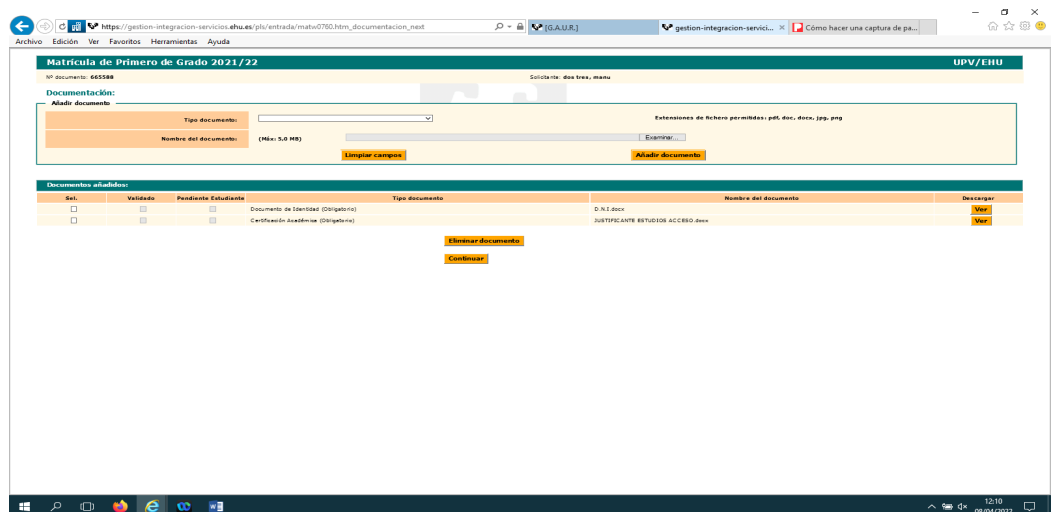 https://gestion-integracion-servicios.ehu.es/pls/entrada/matw0760.htm_documentacion_next
[G.A.U.R.]
gestion-integracion-servici...
Cómo hacer una captura de pa...
Archivo Edición Ver Favoritos Herramientas Ayuda
Matrícula de Primero de Grado 2021/22 UPV/EHU
Nº documento: 665588 Solicitante: dos tres, manu
Documentación:
Añadir documento
Tipo documento: Extensiones de fichero permitidas: pdf, doc, docx, jpg, png
Nombre del documento: (Máx: 5.0 MB) Examinar...
Limpiar campos Añadir documento
Documentos añadidos:
Sel. Validado Pendiente Estudiante Tipo documento Nombre del documento Descargar
Documento de Identidad (Obligatorio) D.N.I.docx Ver
Certificación Académica (Obligatorio) JUSTIFICANTE ESTUDIOS ACCESO.docx Ver
Eliminar documento
Continuar
12:10
08/04/2022